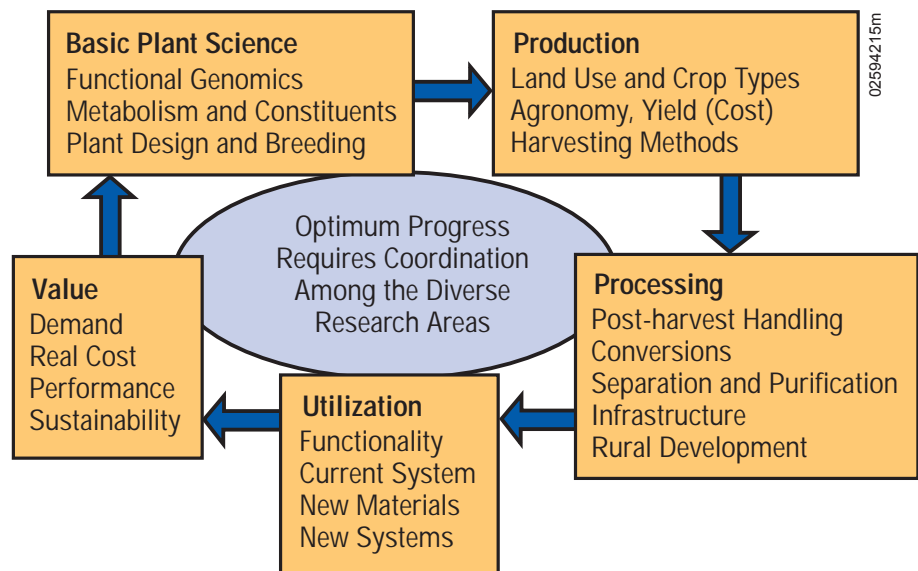 Basic Plant Science
Functional Genomics
Metabolism and Constituents
Plant Design and Breeding
Production
Land Use and Crop Types
Agronomy, Yield (Cost)
Harvesting Methods
02594215m
Optimum Progress
Requires Coordination
Among the Diverse
Research Areas
Processing
Post-harvest Handling
Conversions
Separation and Purification
Infrastructure
Rural Development
Utilization
Functionality
Current System
New Materials
New Systems
Value
Demand
Real Cost
Performance
Sustainability